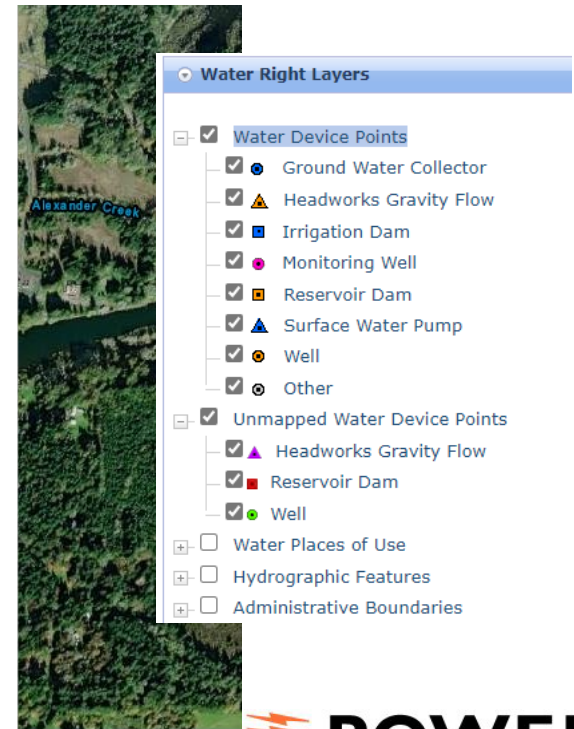 Water Right Layers
Water Device Points
Ground Water Collector
Headworks Gravity Flow
Irrigation Dam
Monitoring Well
Reservoir Dam
Surface Water Pump
Well
Other
Unmapped Water Device Points
Headworks Gravity Flow
Reservoir Dam
Well
Water Places of Use
Hydrographic Features
Administrative Boundaries
Alexander Creek
POWE